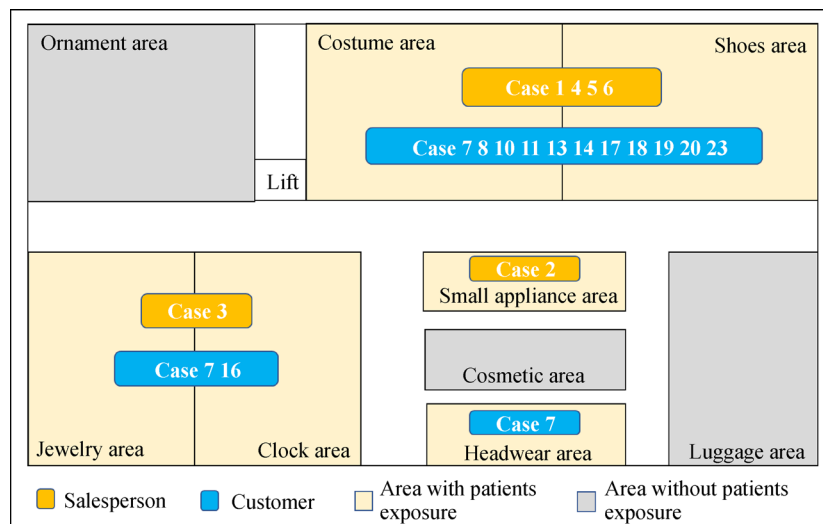 Ornament area
Costume area
Shoes area
Case 1 4 5 6
Case 7 8 10 11 13 14 17 18 19 20 23
Lift
Case 2
Small appliance area
Case 3
Case 7 16
Cosmetic area
Case 7
Jewelry area
Clock area
Headwear area
Luggage area
Salesperson
Customer
Area with patients
exposure
Area without patients
exposure